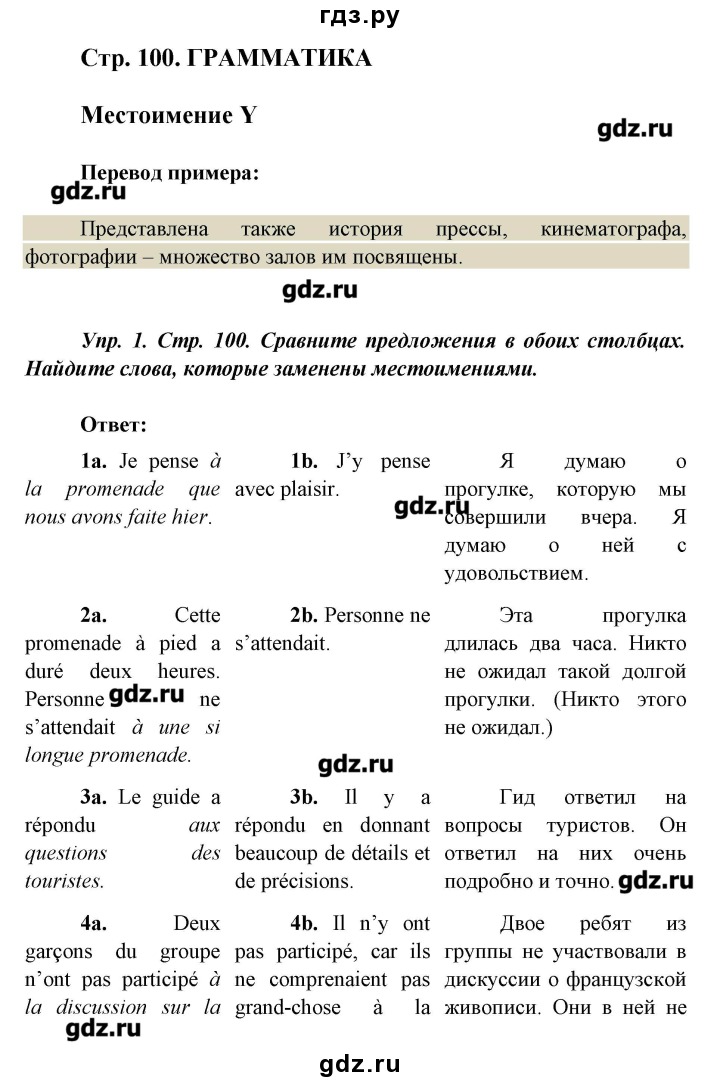 гдз.ру
Стр. 100. ГРАММАТИКА
Местоимение Y
gdz.ru
Перевод примера:
gdz.ru
Представлена также история прессы, кинематографа,
фотографии – множество залов им посвящены.
gdz.ru
Упр. 1. Стр. 100. Сравните предложения в обоих столбцах.
Найдите слова, которые заменены местоимениями.
Ответ:
1a. Je pense à
la promenade que
nous avons faite hier.
1b. J’y pense
avec plaisir.
gdz.ru
Я думаю о
прогулке, которую мы
совершили вчера. Я
думаю о ней с
удовольствием.
2a. Cette
promenade à pied a
duré deux heures.
Personne gdz.ru ne
s’attendait à une si
longue promenade.
2b. Personne ne
s’attendait.
Эта прогулка
длилась два часа. Никто
не ожидал такой долгой
прогулки. (Никто этого
не ожидал.)
gdz.ru
3a. Le guide a
répondu aux
questions des
touristes.
3b. Il y a
répondu en donnant
beaucoup de détails et
de précisions.
Гид ответил на
вопросы туристов. Он
ответил на них очень
подробно и точно. gdz.ru
4a. Deux
garçons du groupe
n’ont pas participé à
la discussion sur la
4b. Il n’y ont
pas participé, car ils
ne comprenaient pas
grand-chose à la
Двое ребят из
группы не участвовали в
дискуссии о французской
живописи. Они в ней не
gdz.ru
gdz.ru